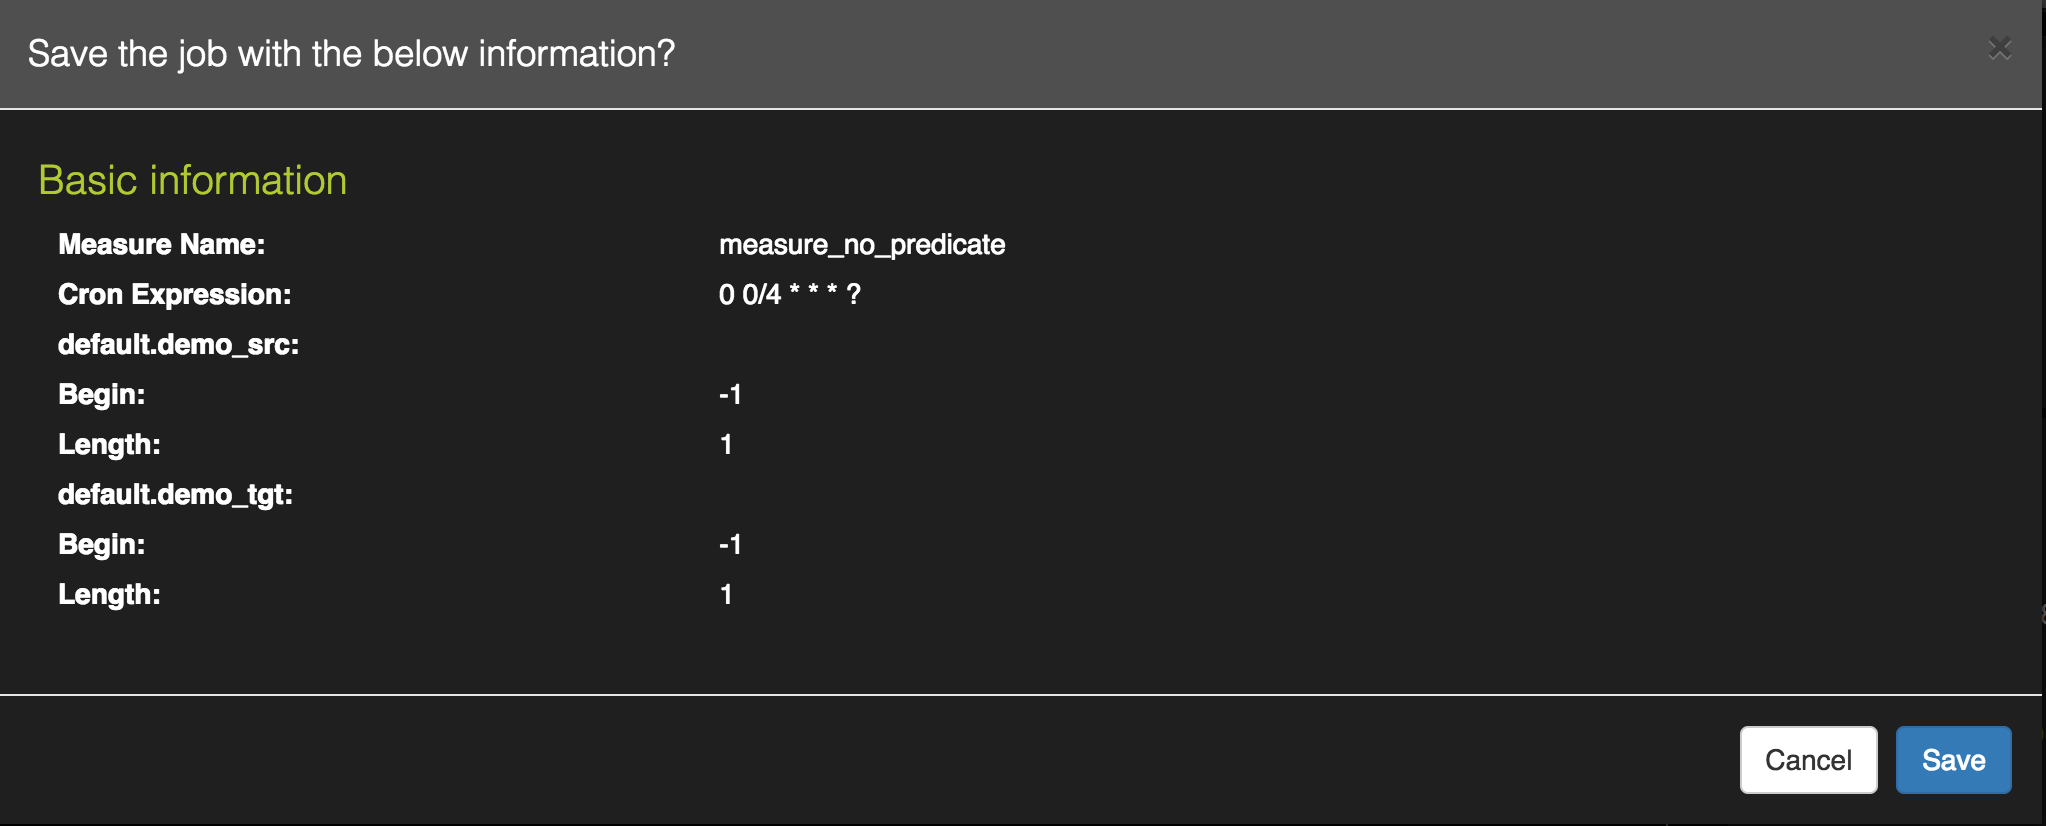 Save the job with the below information?
Basic information
Measure Name: measure_no_predicate
Cron Expression: 0 0/4 * * * ?
default.demo_src:
Begin: -1
Length: 1
default.demo_tgt:
Begin: -1
Length: 1
Cancel Save